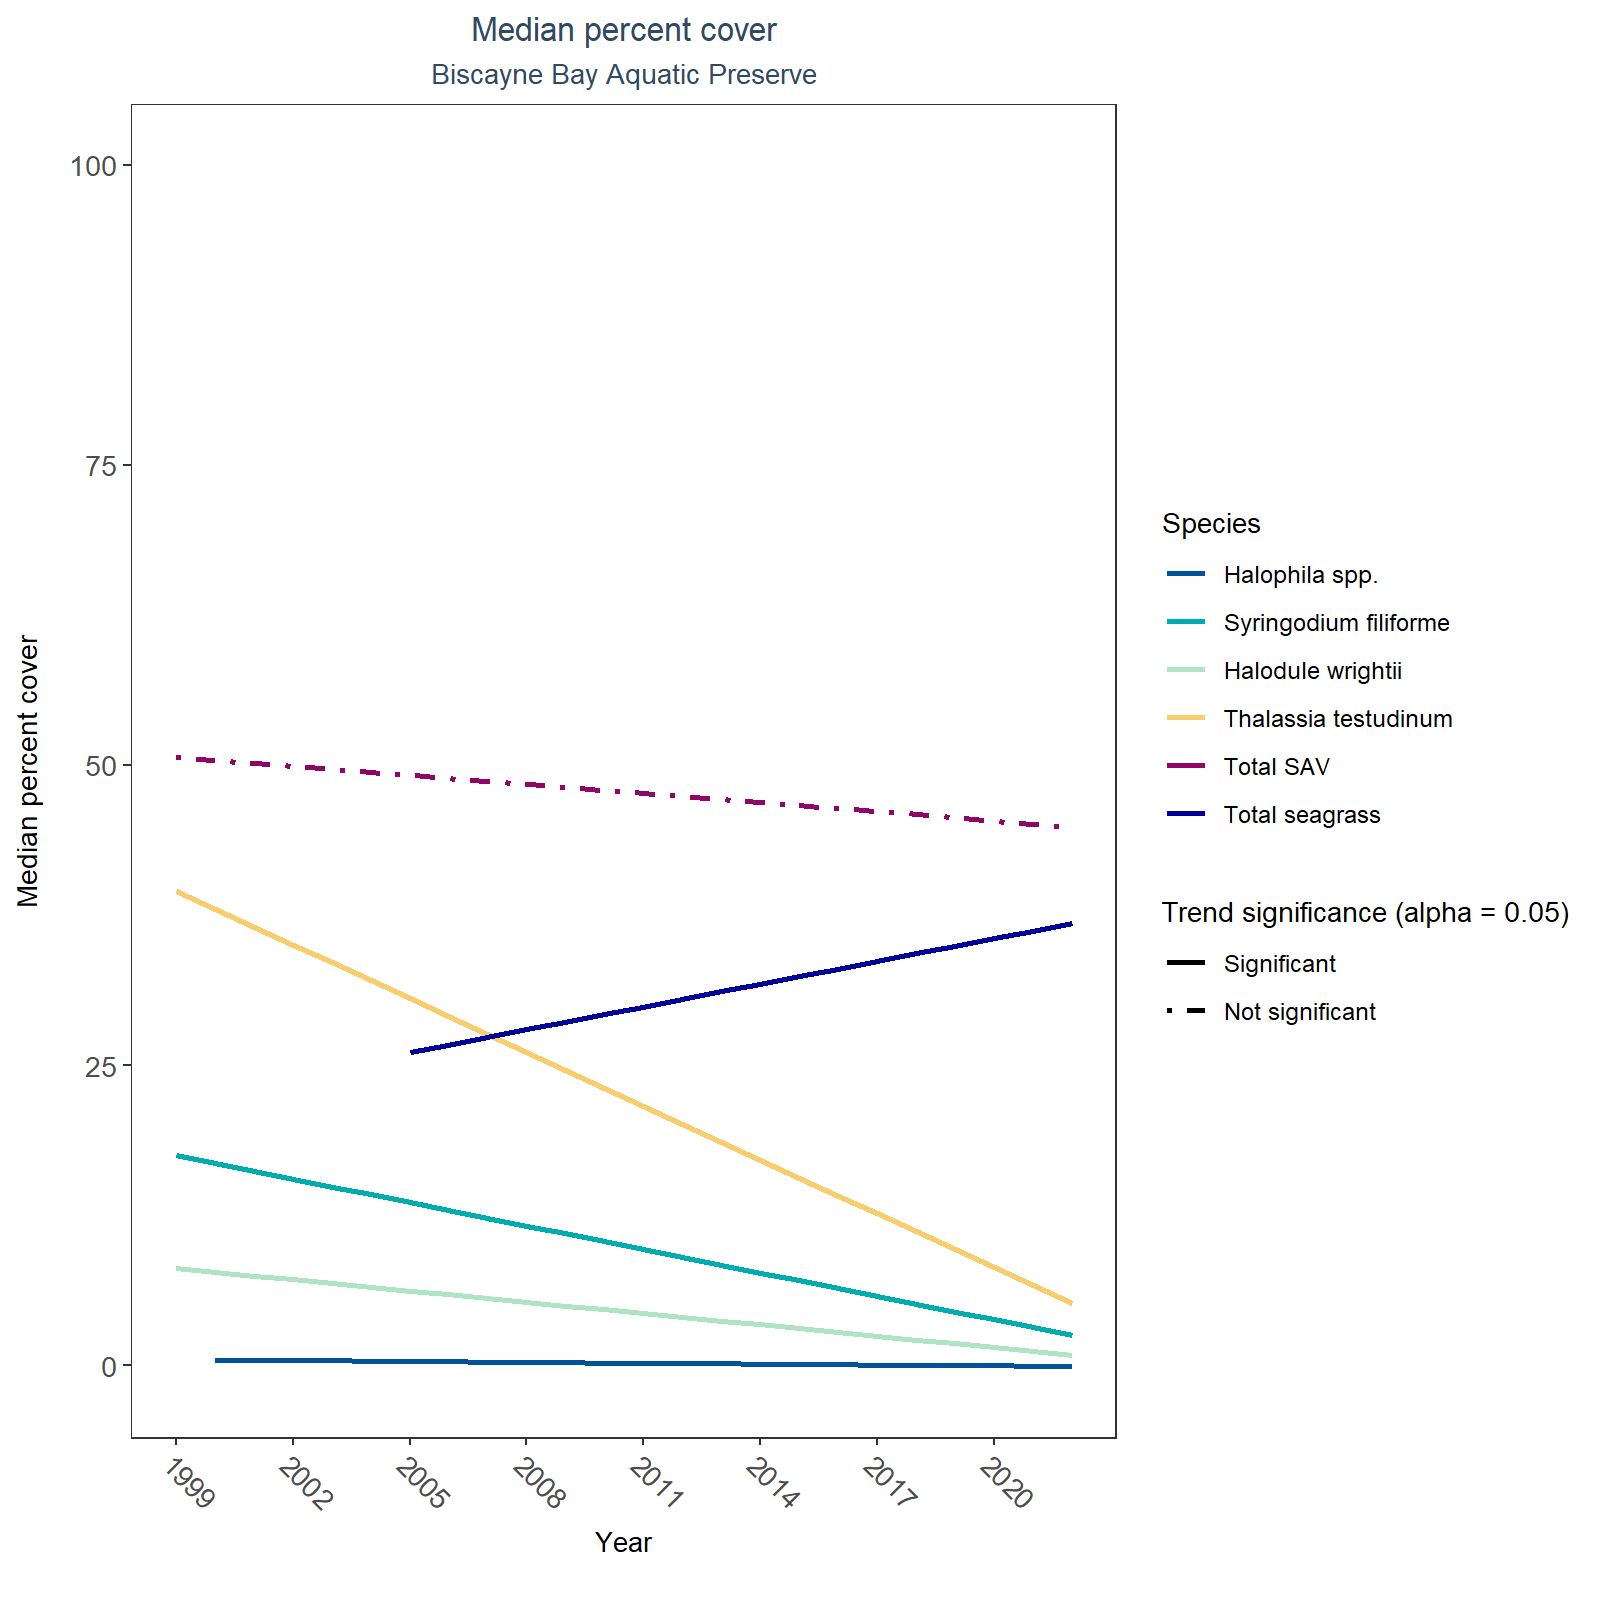 Median percent cover
Biscayne Bay Aquatic Preserve
Median percent cover
100
75
50
25
0
1999
2002
2005
2008
2011
2014
2017
2020
Year
Species
Halophila spp.
Syringodium filiforme
Halodule wrightii
Thalassia testudinum
Total SAV
Total seagrass
Trend significance (alpha = 0.05)
Significant
Not significant